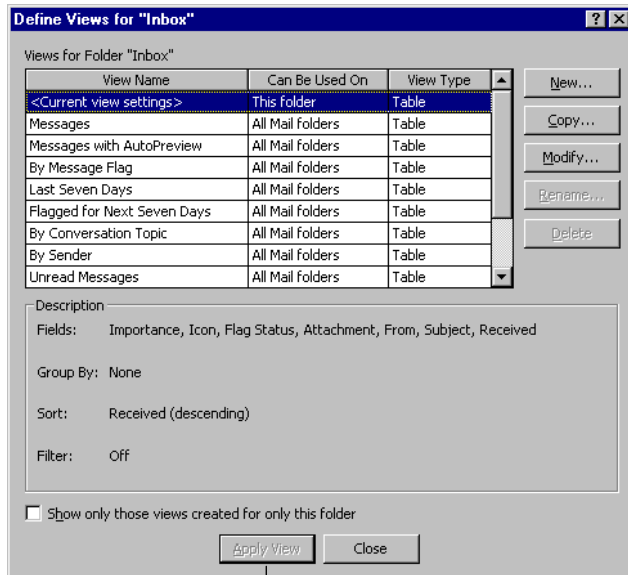 Define Views for "Inbox"
Views for Folder "Inbox"
View Name Can Be Used On View Type
<Current view settings> This folder Table
Messages All Mail folders Table
Messages with AutoPreview All Mail folders Table
By Message Flag All Mail folders Table
Last Seven Days All Mail folders Table
Flagged for Next Seven Days All Mail folders Table
By Conversation Topic All Mail folders Table
By Sender All Mail folders Table
Unread Messages All Mail folders Table
New...
Copy...
Modify...
Rename...
Delete
Description
Fields: Importance, Icon, Flag Status, Attachment, From, Subject, Received
Group By: None
Sort: Received (descending)
Filter: Off
Show only those views created for only this folder
Apply View Close